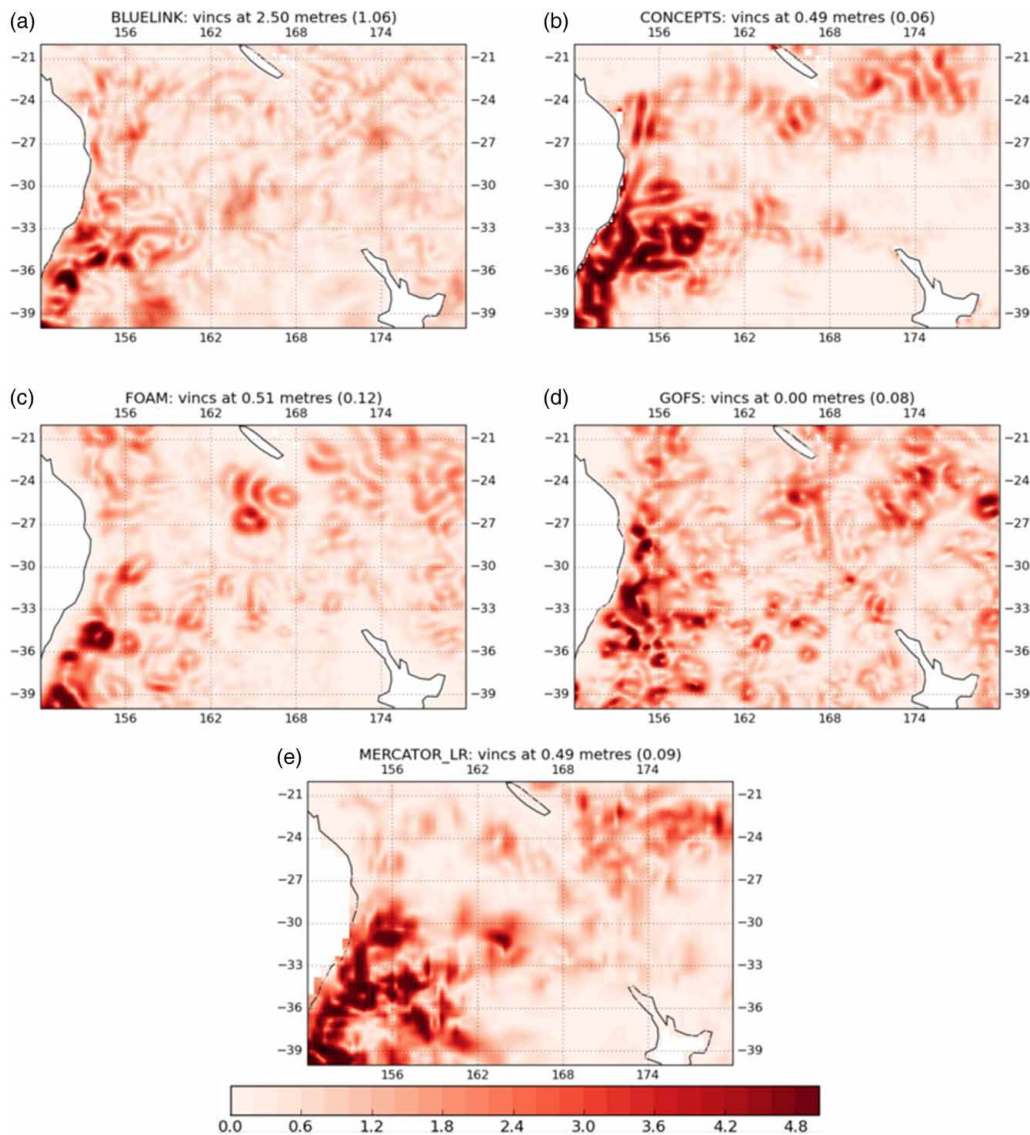 (a) BLUELINK: vincs at 2.50 metres (1.06)
156 162 168 174
−21 −21
−24 −24
−27 −27
−30 −30
−33 −33
−36 −36
−39 −39
156 162 168 174
(b) CONCEPTS: vincs at 0.49 metres (0.06)
156 162 168 174
−21 −21
−24 −24
−27 −27
−30 −30
−33 −33
−36 −36
−39 −39
156 162 168 174
(c) FOAM: vincs at 0.51 metres (0.12)
156 162 168 174
−21 −21
−24 −24
−27 −27
−30 −30
−33 −33
−36 −36
−39 −39
156 162 168 174
(d) GOFS: vincs at 0.00 metres (0.08)
156 162 168 174
−21 −21
−24 −24
−27 −27
−30 −30
−33 −33
−36 −36
−39 −39
156 162 168 174
(e) MERCATOR_LR: vincs at 0.49 metres (0.09)
156 162 168 174
−21 −21
−24 −24
−27 −27
−30 −30
−33 −33
−36 −36
−39 −39
156 162 168 174
0.0 0.6 1.2 1.8 2.4 3.0 3.6 4.2 4.8